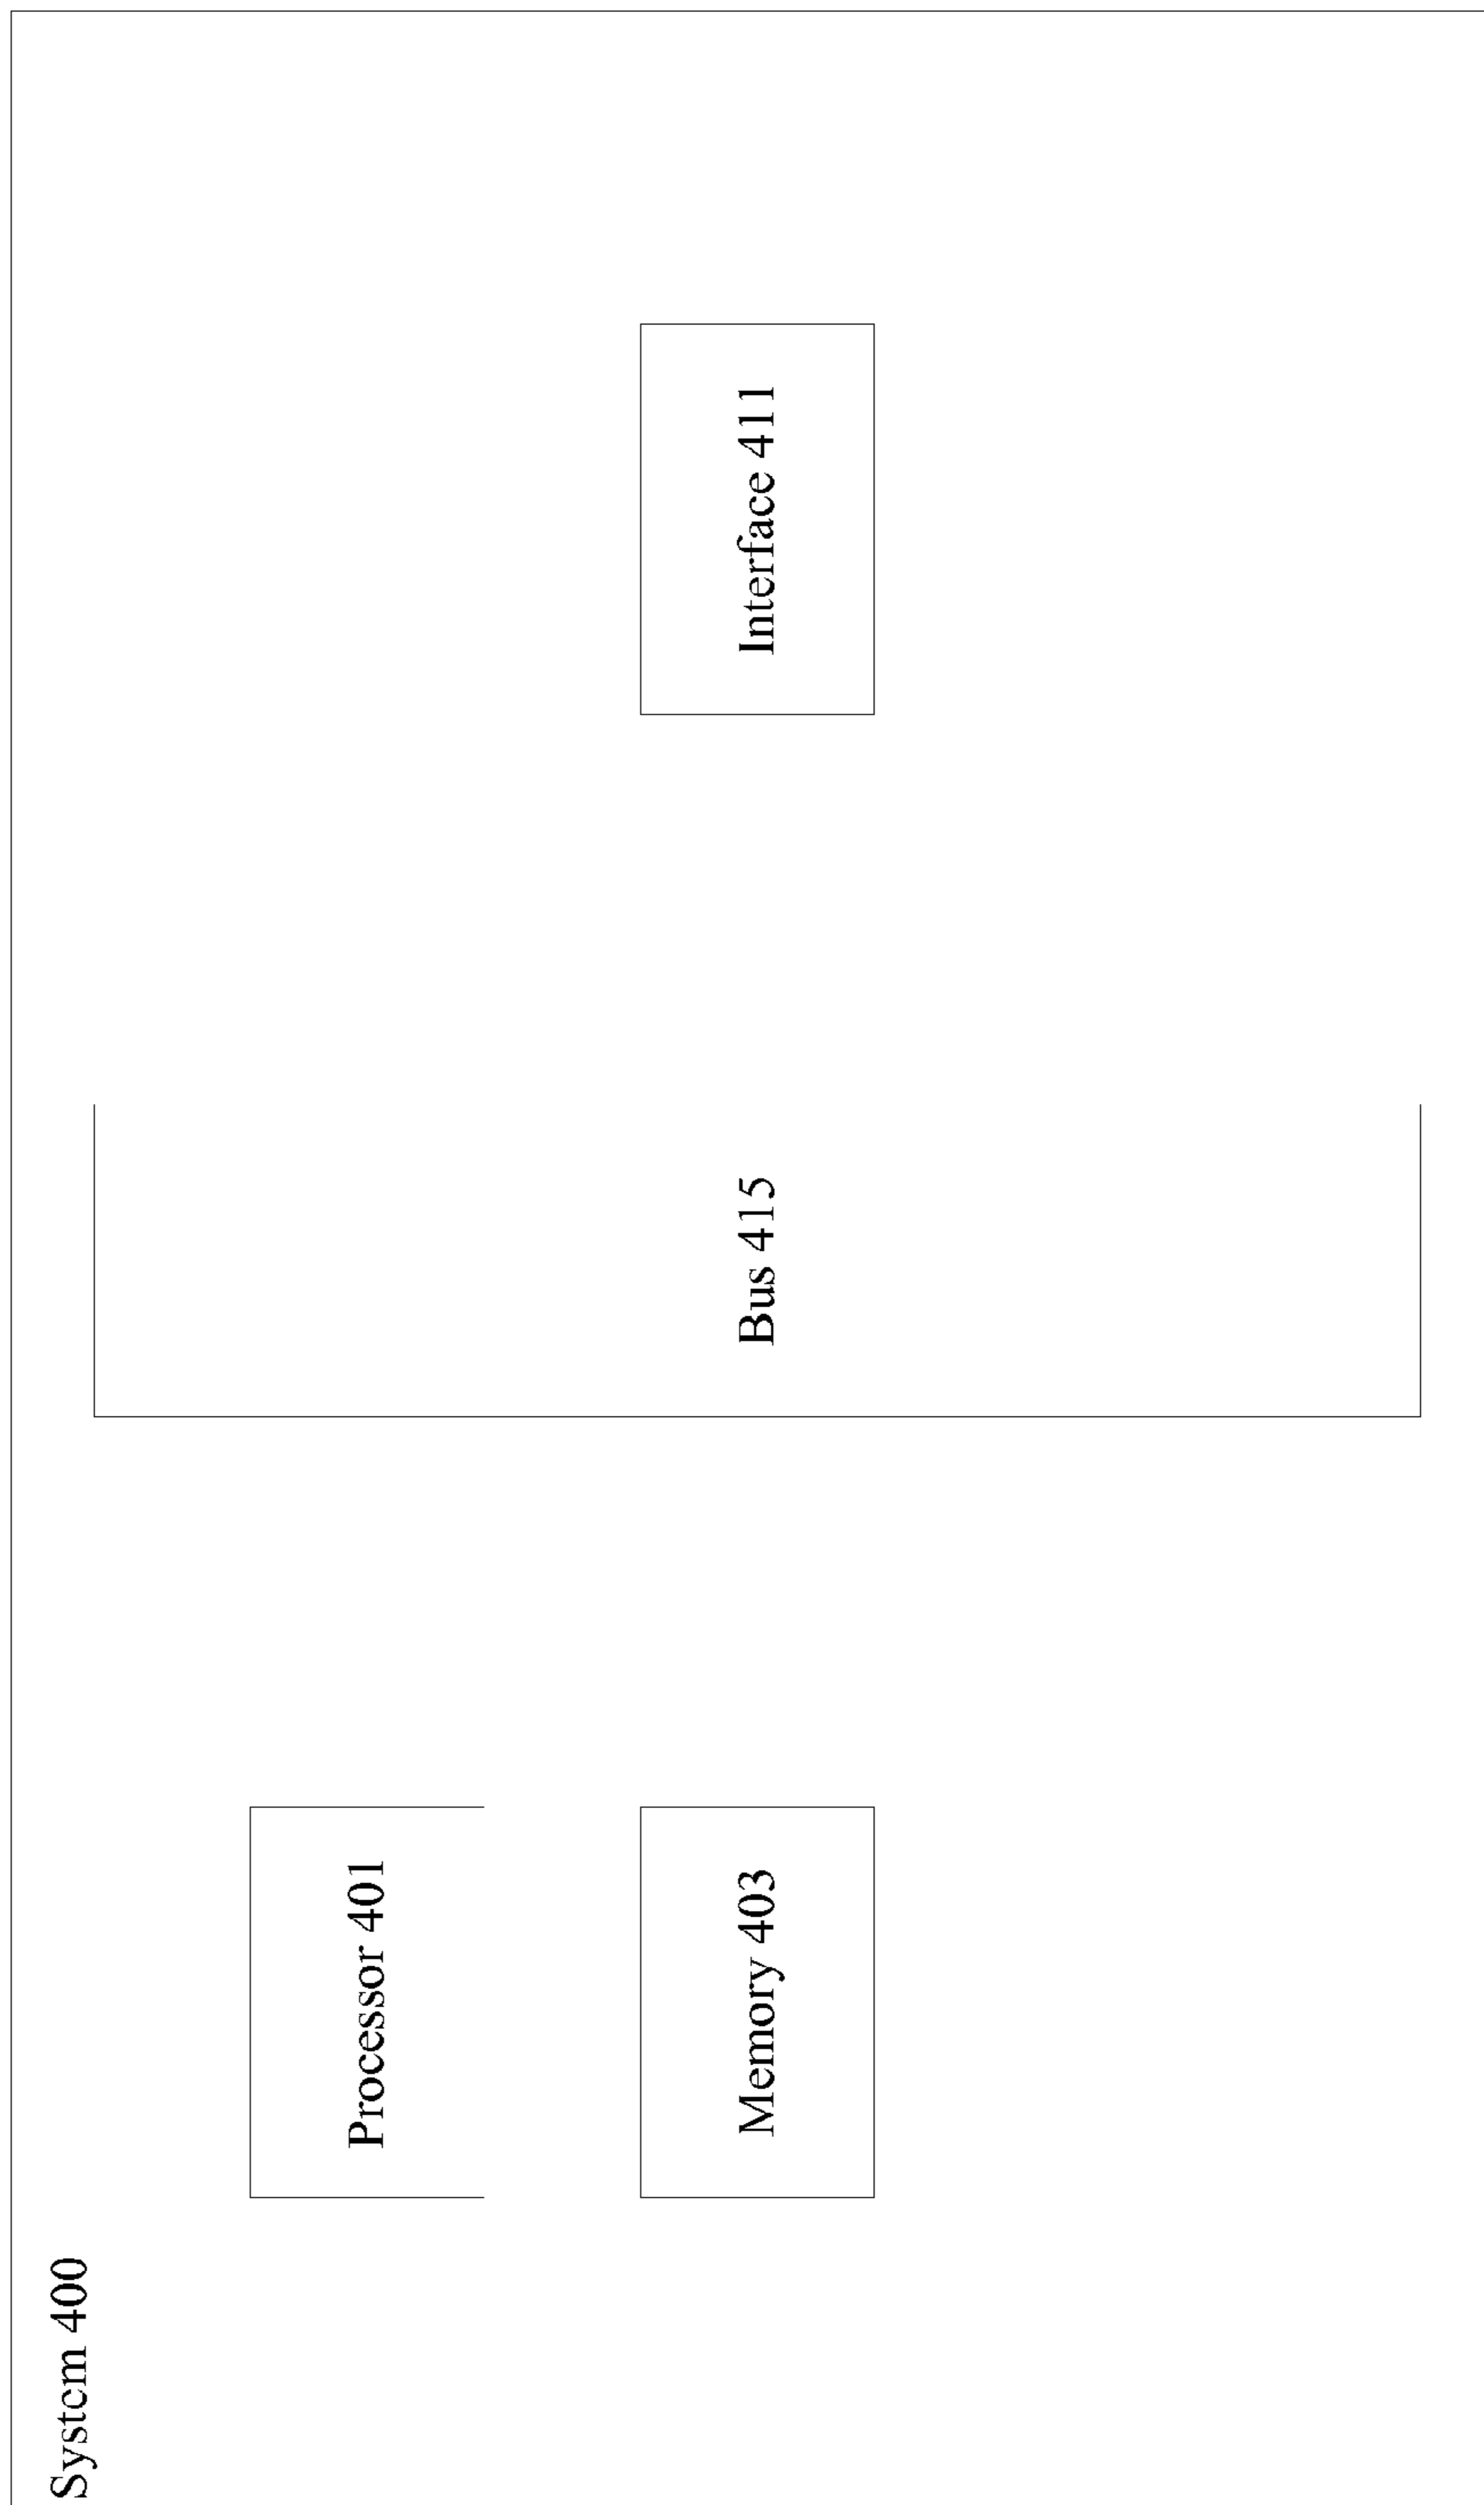 System 400
Processor 401
Memory 403
Bus 415
Interface 411